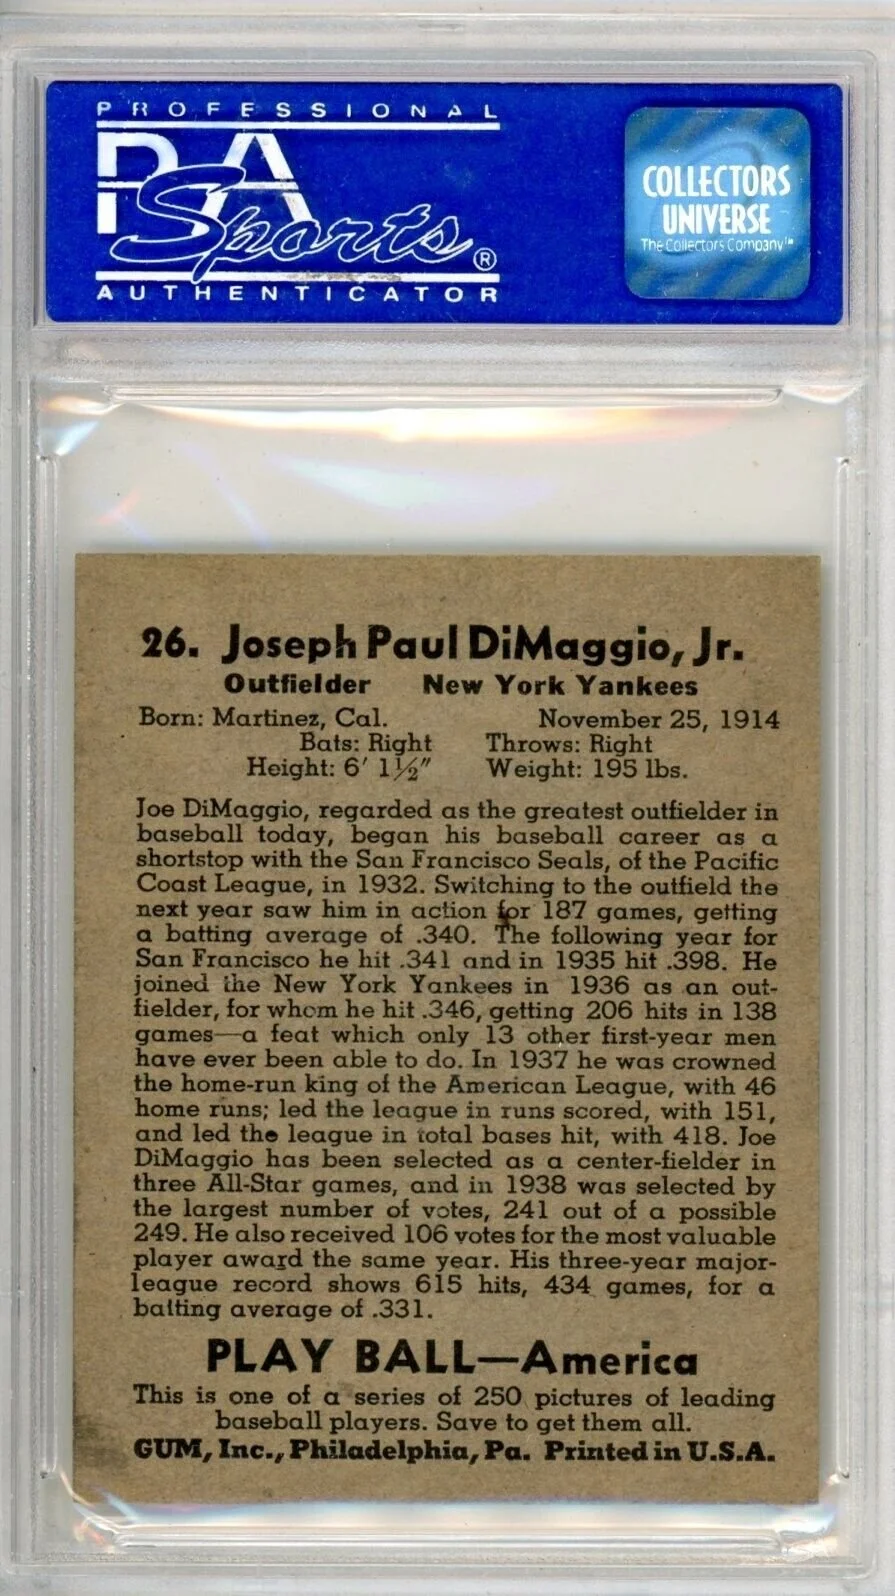 PROFESSIONAL
PSA
Sports®
AUTHENTICATOR
COLLECTORS
UNIVERSE
The Collectors Company™
26. Joseph Paul DiMaggio, Jr.
Outfielder New York Yankees
Born: Martinez, Cal. November 25, 1914
Bats: Right Throws: Right
Height: 6' 1½" Weight: 195 lbs.
Joe DiMaggio, regarded as the greatest outfielder in
baseball today, began his baseball career as a
shortstop with the San Francisco Seals, of the Pacific
Coast League, in 1932. Switching to the outfield the
next year saw him in action for 187 games, getting
a batting average of .340. The following year for
San Francisco he hit .341 and in 1935 hit .398. He
joined the New York Yankees in 1936 as an out-
fielder, for whom he hit .346, getting 206 hits in 138
games—a feat which only 13 other first-year men
have ever been able to do. In 1937 he was crowned
the home-run king of the American League, with 46
home runs; led the league in runs scored, with 151,
and led the league in total bases hit, with 418. Joe
DiMaggio has been selected as a center-fielder in
three All-Star games, and in 1938 was selected by
the largest number of votes, 241 out of a possible
249. He also received 106 votes for the most valuable
player award the same year. His three-year major-
league record shows 615 hits, 434 games, for a
batting average of .331.
PLAY BALL—America
This is one of a series of 250 pictures of leading
baseball players. Save to get them all.
GUM, Inc., Philadelphia, Pa. Printed in U.S.A.